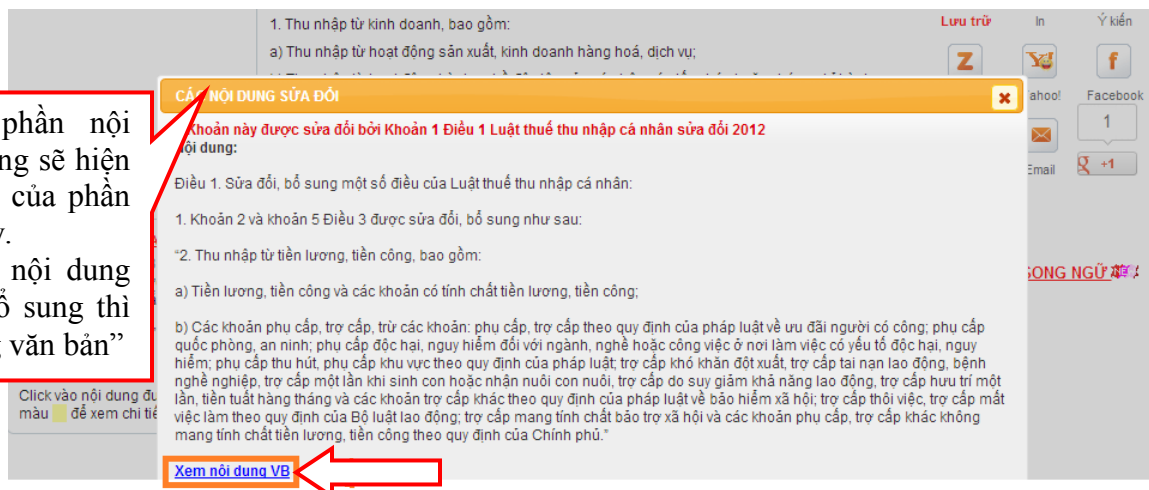 1. Thu nhập từ kinh doanh, bao gồm:
a) Thu nhập từ hoạt động sản xuất, kinh doanh hàng hoá, dịch vụ;
Lưu trữ In Ý kiến
ahoo! Facebook
1
Email +1
phần nội
ng sẽ hiện
của phần
nội dung
ổ sung thì
văn bản”
CÁC NỘI DUNG SỬA ĐỔI
Khoản này được sửa đổi bởi Khoản 1 Điều 1 Luật thuế thu nhập cá nhân sửa đổi 2012
Nội dung:
Điều 1. Sửa đổi, bổ sung một số điều của Luật thuế thu nhập cá nhân:
1. Khoản 2 và khoản 5 Điều 3 được sửa đổi, bổ sung như sau:
“2. Thu nhập từ tiền lương, tiền công, bao gồm:
a) Tiền lương, tiền công và các khoản có tính chất tiền lương, tiền công;
b) Các khoản phụ cấp, trợ cấp, trừ các khoản: phụ cấp, trợ cấp theo quy định của pháp luật về ưu đãi người có công; phụ cấp
quốc phòng, an ninh; phụ cấp độc hại, nguy hiểm đối với ngành, nghề hoặc công việc ở nơi làm việc có yếu tố độc hại, nguy
hiểm; phụ cấp thu hút, phụ cấp khu vực theo quy định của pháp luật; trợ cấp khó khăn đột xuất, trợ cấp tai nạn lao động, bệnh
nghề nghiệp, trợ cấp một lần khi sinh con hoặc nhận nuôi con nuôi, trợ cấp do suy giảm khả năng lao động, trợ cấp hưu trí một
lần, tiền tuất hàng tháng và các khoản trợ cấp khác theo quy định của pháp luật về bảo hiểm xã hội; trợ cấp thôi việc, trợ cấp mất
việc làm theo quy định của Bộ luật lao động; trợ cấp mang tính chất bảo trợ xã hội và các khoản phụ cấp, trợ cấp khác không
mang tính chất tiền lương, tiền công theo quy định của Chính phủ.”
Xem nội dung VB
SONG NGỮ
Click vào nội dung đư
màu để xem chi tiế